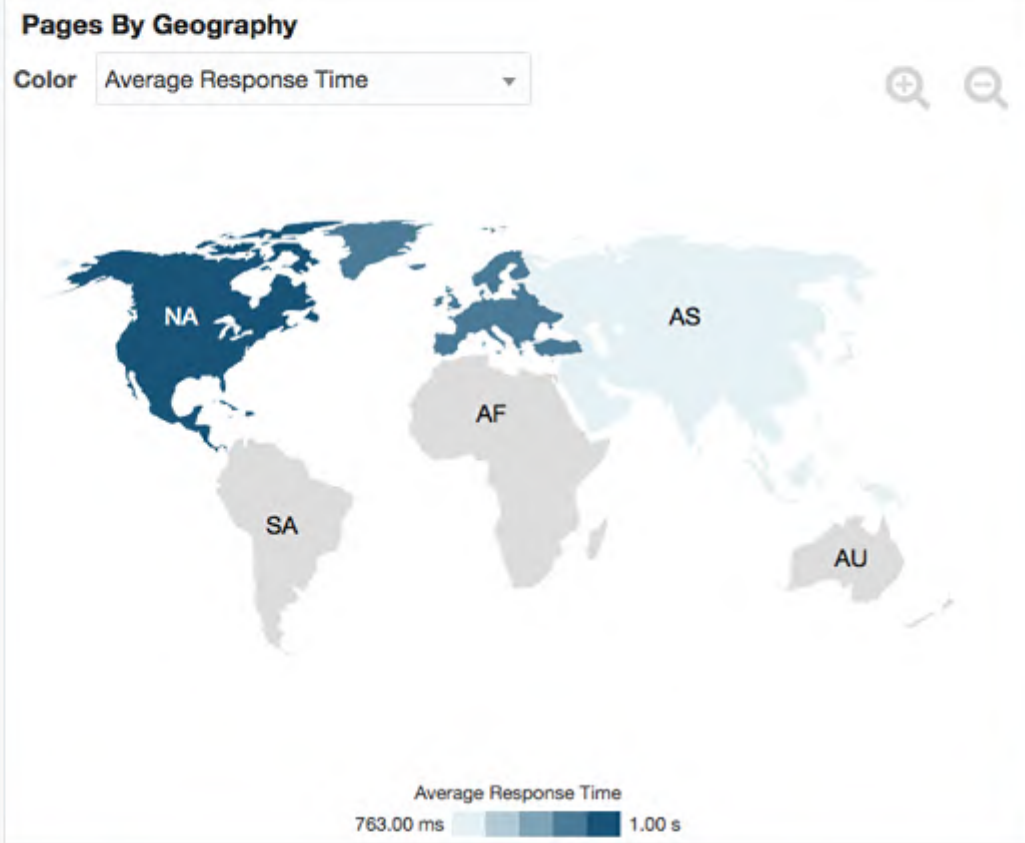 Pages By Geography
Color Average Response Time
NA
AS
AF
SA
AU
Average Response Time
763.00 ms 1.00 s